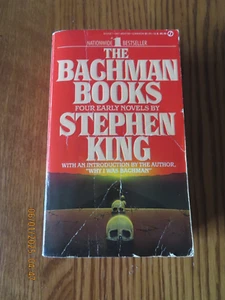 NATIONWIDE #1 BESTSELLER
THE
BACHMAN
BOOKS
FOUR EARLY NOVELS BY
STEPHEN
KING
WITH AN INTRODUCTION BY THE AUTHOR,
"WHY I WAS BACHMAN"